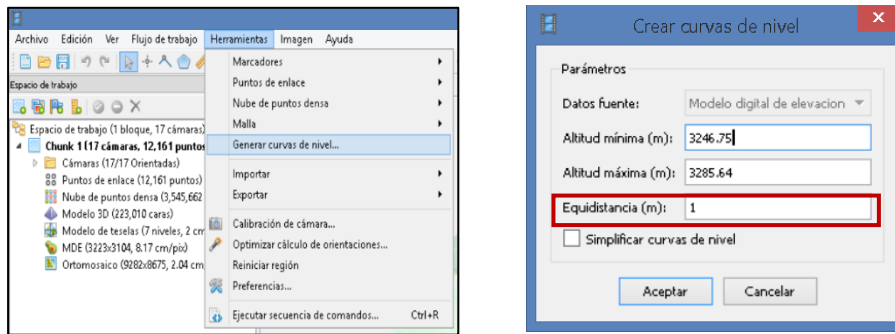 Archivo Edición Ver Flujo de trabajo Herramientas Imagen Ayuda
Espacio de trabajo
Espacio de trabajo (1 bloque, 17 cámaras)
Chunk 1 (17 cámaras, 12,161 puntos
Cámaras (17/17 Orientadas)
Puntos de enlace (12,161 puntos)
Nube de puntos densa (3,545,662
Modelo 3D (223,010 caras)
Modelo de teselas (7 niveles, 2 cm
MDE (3223x3104, 8.17 cm/pix)
Ortomosaico (9282x8675, 2.04 cm
Marcadores
Puntos de enlace
Nube de puntos densa
Malla
Generar curvas de nivel...
Importar
Exportar
Calibración de cámara...
Optimizar cálculo de orientaciones...
Reiniciar región
Preferencias...
Ejecutar secuencia de comandos... Ctrl+R
Crear curvas de nivel
Parámetros
Datos fuente: Modelo digital de elevacion
Altitud mínima (m): 3246.75
Altitud máxima (m): 3285.64
Equidistancia (m): 1
Simplificar curvas de nivel
Aceptar Cancelar